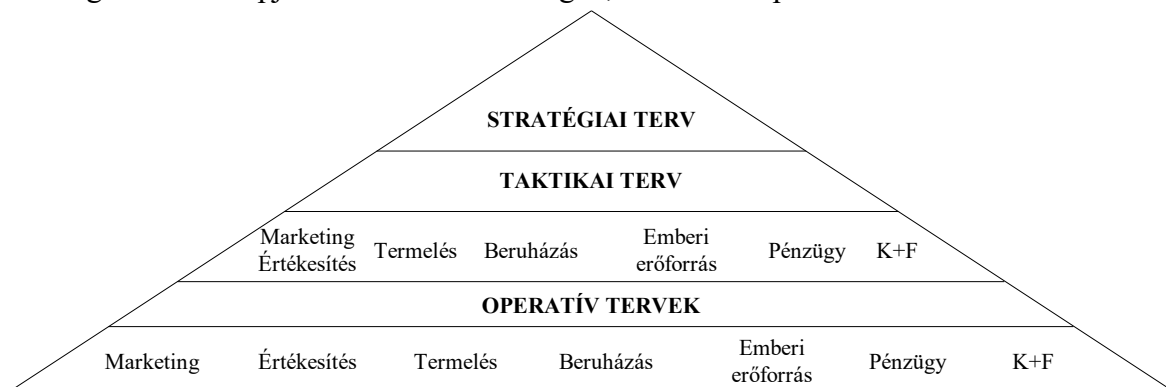 STRATÉGIAI TERV
TAKTIKAI TERV
Marketing
Értékesítés
Termelés
Beruházás
Emberi
erőforrás
Pénzügy
K+F
OPERATÍV TERVEK
Marketing
Értékesítés
Termelés
Beruházás
Emberi
erőforrás
Pénzügy
K+F